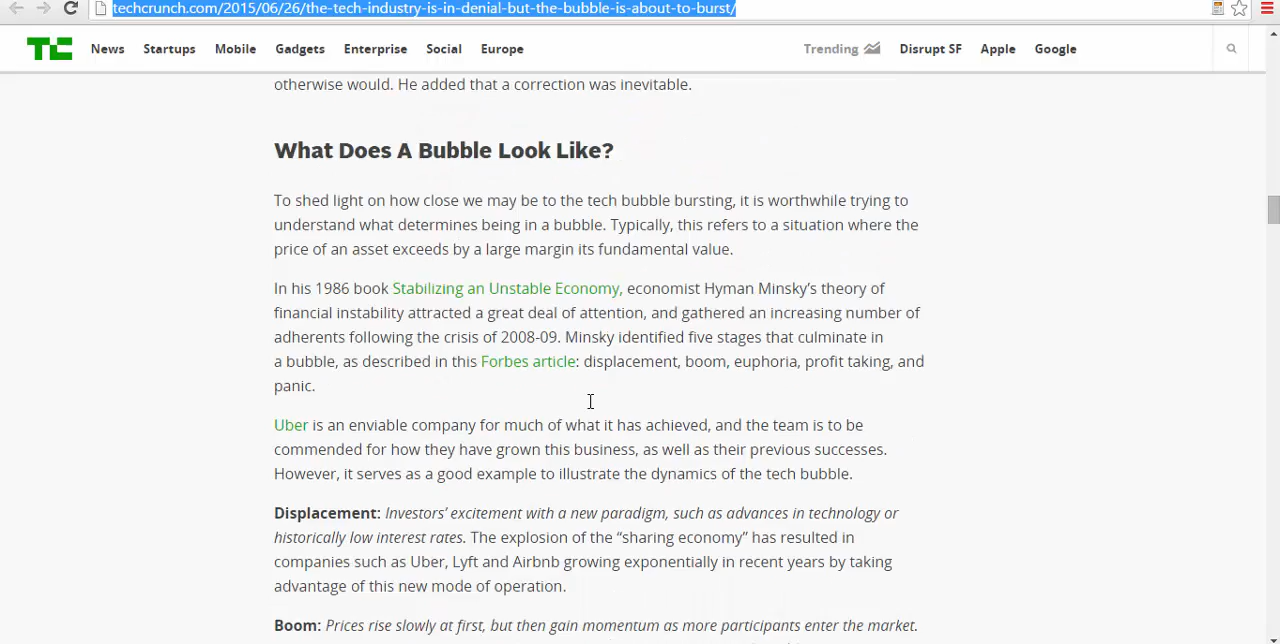 techcrunch.com/2015/06/26/the-tech-industry-is-in-denial-but-the-bubble-is-about-to-burst/
TC News Startups Mobile Gadgets Enterprise Social Europe Trending Disrupt SF Apple Google
otherwise would. He added that a correction was inevitable.
What Does A Bubble Look Like?
To shed light on how close we may be to the tech bubble bursting, it is worthwhile trying to
understand what determines being in a bubble. Typically, this refers to a situation where the
price of an asset exceeds by a large margin its fundamental value.
In his 1986 book Stabilizing an Unstable Economy, economist Hyman Minsky’s theory of
financial instability attracted a great deal of attention, and gathered an increasing number of
adherents following the crisis of 2008-09. Minsky identified five stages that culminate in
a bubble, as described in this Forbes article: displacement, boom, euphoria, profit taking, and
panic.
Uber is an enviable company for much of what it has achieved, and the team is to be
commended for how they have grown this business, as well as their previous successes.
However, it serves as a good example to illustrate the dynamics of the tech bubble.
Displacement: Investors’ excitement with a new paradigm, such as advances in technology or
historically low interest rates. The explosion of the “sharing economy” has resulted in
companies such as Uber, Lyft and Airbnb growing exponentially in recent years by taking
advantage of this new mode of operation.
Boom: Prices rise slowly at first, but then gain momentum as more participants enter the market.